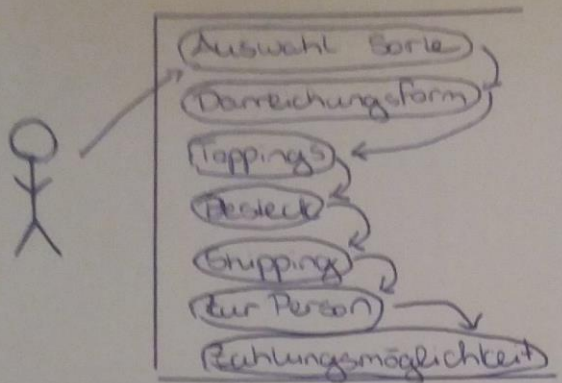 Auswahl Sorte
Darreichungsform
Toppings
Besteck
Shipping
Zur Person
Zahlungsmöglichkeit